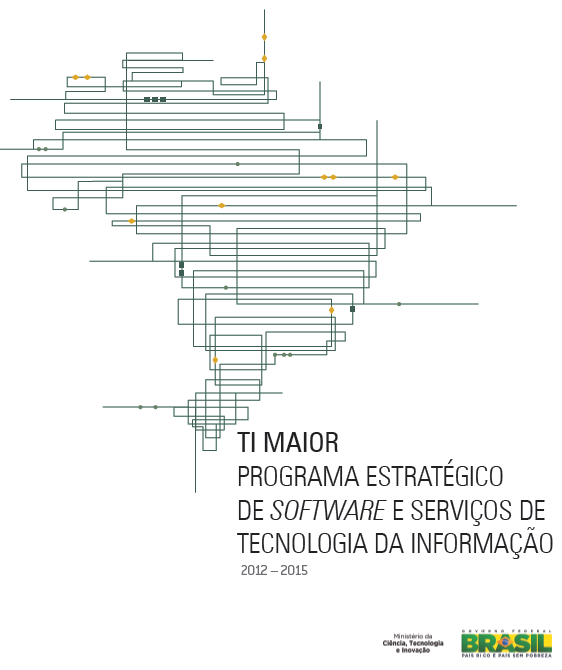 TI MAIOR
PROGRAMA ESTRATÉGICO
DE SOFTWARE E SERVIÇOS DE
TECNOLOGIA DA INFORMAÇÃO
2012 – 2015
Ministério da
Ciência, Tecnologia
e Inovação
GOVERNO FEDERAL
BRASIL
PAÍS RICO É PAÍS SEM POBREZA